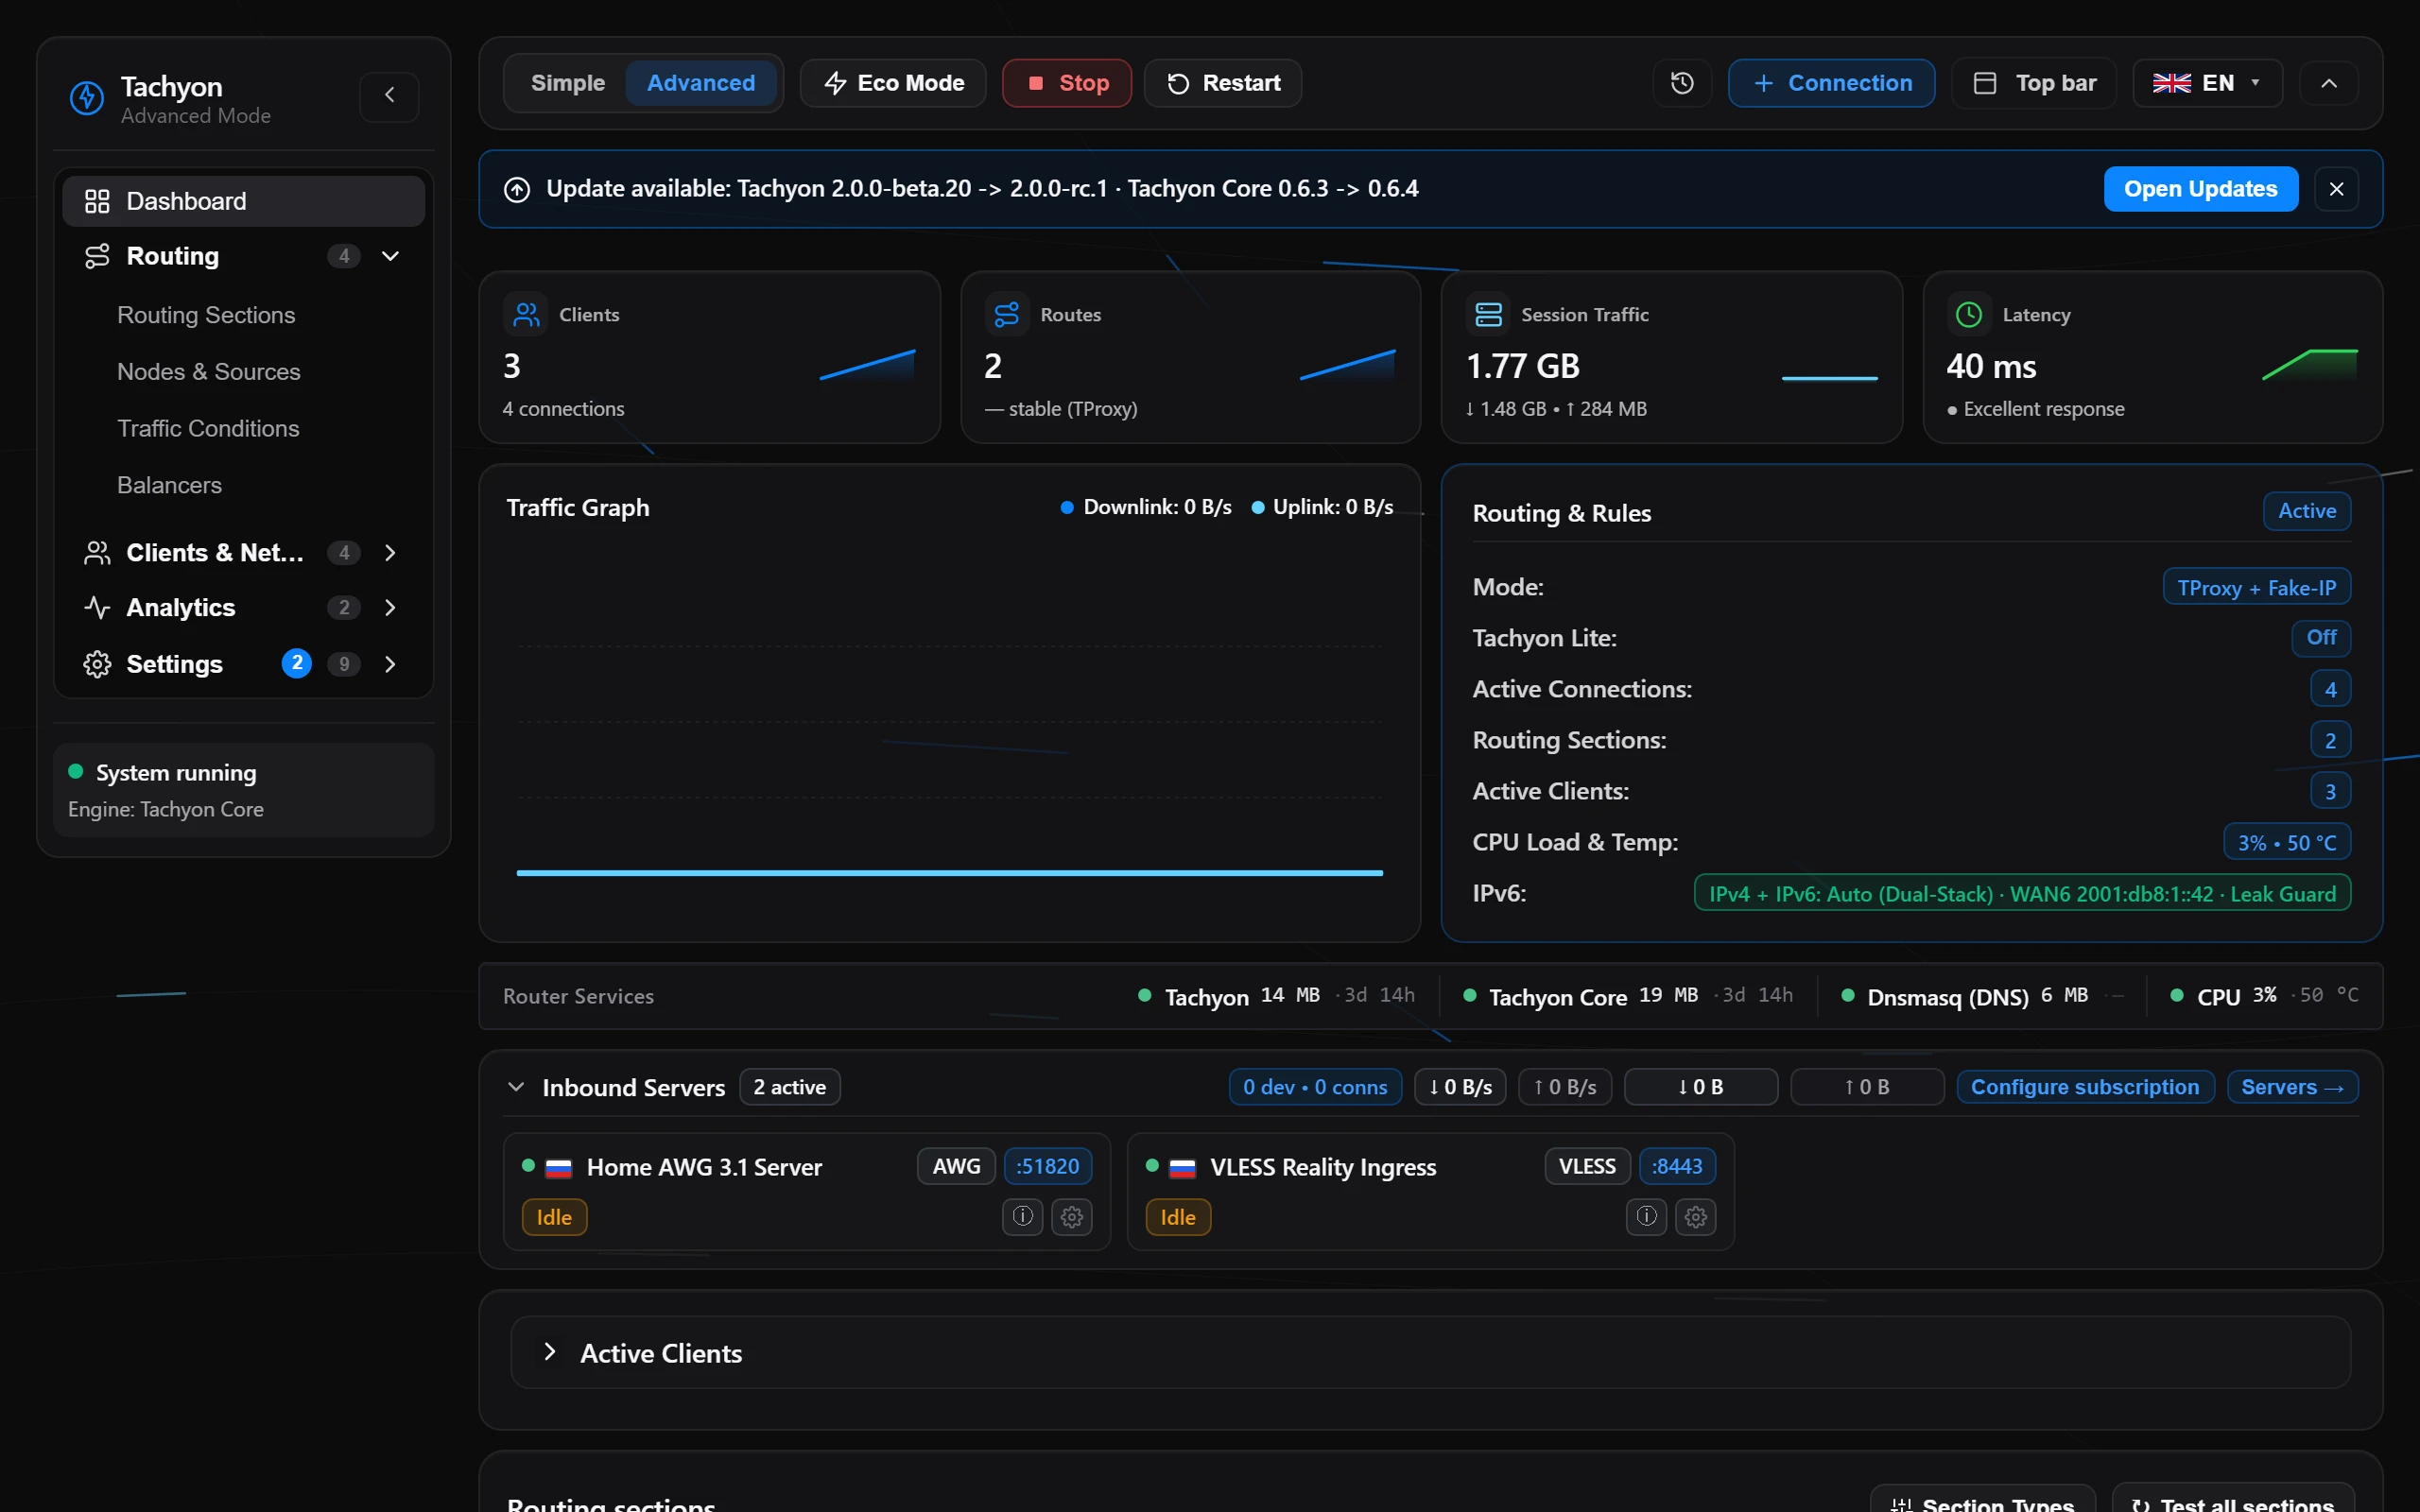 Tachyon
Advanced Mode
Dashboard
Routing 4
Routing Sections
Nodes & Sources
Traffic Conditions
Balancers
Clients & Net... 4
Analytics 2
Settings 2 9
System running
Engine: Tachyon Core
Simple Advanced Eco Mode Stop Restart Connection Top bar EN
Update available: Tachyon 2.0.0-beta.20 -> 2.0.0-rc.1 · Tachyon Core 0.6.3 -> 0.6.4 Open Updates
Clients
3
4 connections
Routes
2
— stable (TProxy)
Session Traffic
1.77 GB
↓ 1.48 GB • ↑ 284 MB
Latency
40 ms
● Excellent response
Traffic Graph Downlink: 0 B/s Uplink: 0 B/s
Routing & Rules Active
Mode: TProxy + Fake-IP
Tachyon Lite: Off
Active Connections: 4
Routing Sections: 2
Active Clients: 3
CPU Load & Temp: 3% • 50 °C
IPv6: IPv4 + IPv6: Auto (Dual-Stack) · WAN6 2001:db8:1::42 · Leak Guard
Router Services Tachyon 14 MB ·3d 14h Tachyon Core 19 MB ·3d 14h Dnsmasq (DNS) 6 MB ·— CPU 3% ·50 °C
Inbound Servers 2 active 0 dev • 0 conns ↓ 0 B/s ↑ 0 B/s ↓ 0 B ↑ 0 B Configure subscription Servers →
Home AWG 3.1 Server AWG :51820
Idle
VLESS Reality Ingress VLESS :8443
Idle
Active Clients
Routing sections Section Types Test all sections